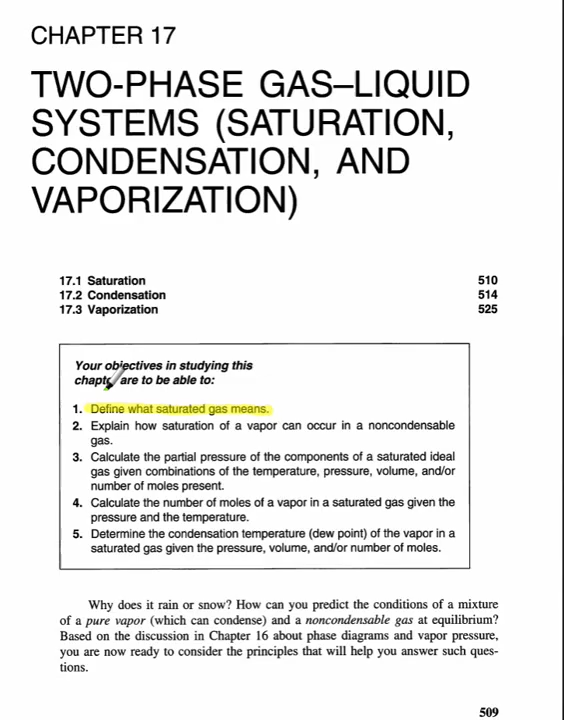 CHAPTER 17
TWO-PHASE GAS–LIQUID
SYSTEMS (SATURATION,
CONDENSATION, AND
VAPORIZATION)
17.1 Saturation 510
17.2 Condensation 514
17.3 Vaporization 525
Your objectives in studying this
chapt are to be able to:
1. Define what saturated gas means.
2. Explain how saturation of a vapor can occur in a noncondensable
gas.
3. Calculate the partial pressure of the components of a saturated ideal
gas given combinations of the temperature, pressure, volume, and/or
number of moles present.
4. Calculate the number of moles of a vapor in a saturated gas given the
pressure and the temperature.
5. Determine the condensation temperature (dew point) of the vapor in a
saturated gas given the pressure, volume, and/or number of moles.
Why does it rain or snow? How can you predict the conditions of a mixture
of a pure vapor (which can condense) and a noncondensable gas at equilibrium?
Based on the discussion in Chapter 16 about phase diagrams and vapor pressure,
you are now ready to consider the principles that will help you answer such ques-
tions.
509